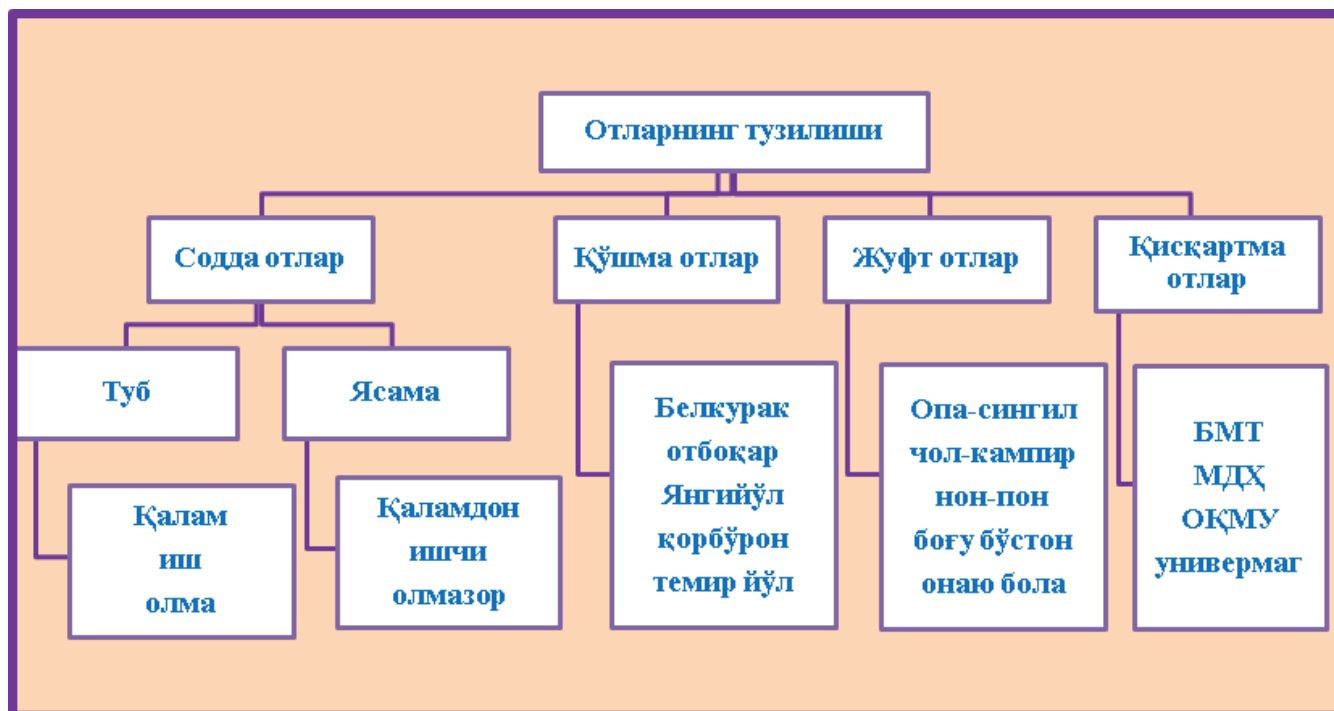 Отларнинг тузилиши
Содда отлар
Қўшма отлар
Жуфт отлар
Қисқартма
отлар
Туб
Ясама
Қалам
иш
олма
Қаламдон
ишчи
олмазор
Белкурак
отбоқар
Янгийўл
қорбўрон
темир йўл
Опа-сингил
чол-кампир
нон-пон
боғу бўстон
онаю бола
БМТ
МДҲ
ОҚМУ
универмаг